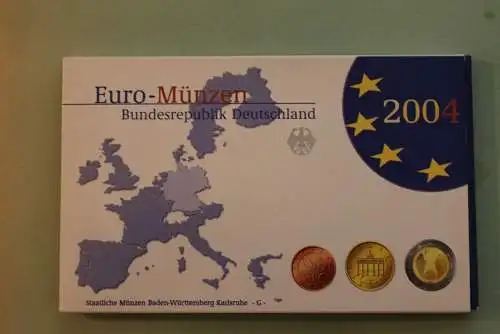 Euro-Münzen
Bundesrepublik Deutschland
2004
Staatliche Münzen Baden-Württemberg Karlsruhe - G -